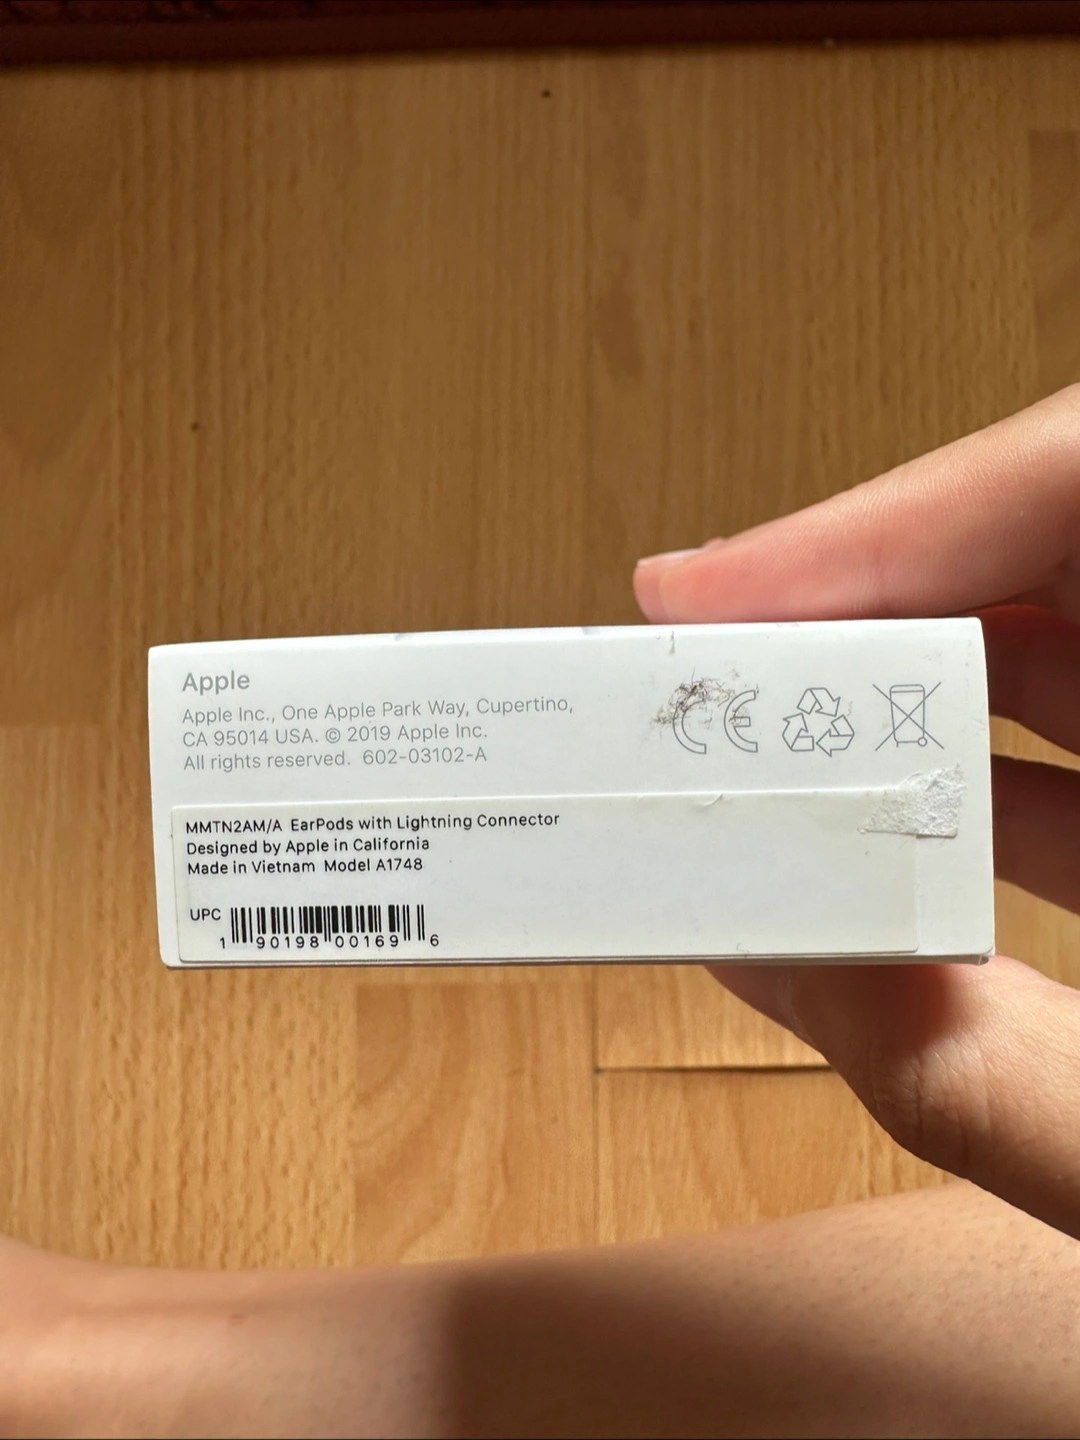 Apple
Apple Inc., One Apple Park Way, Cupertino,
CA 95014 USA. © 2019 Apple Inc.
All rights reserved. 602-03102-A
CE
MMTN2AM/A EarPods with Lightning Connector
Designed by Apple in California
Made in Vietnam Model A1748
UPC
1 90198 00169 6